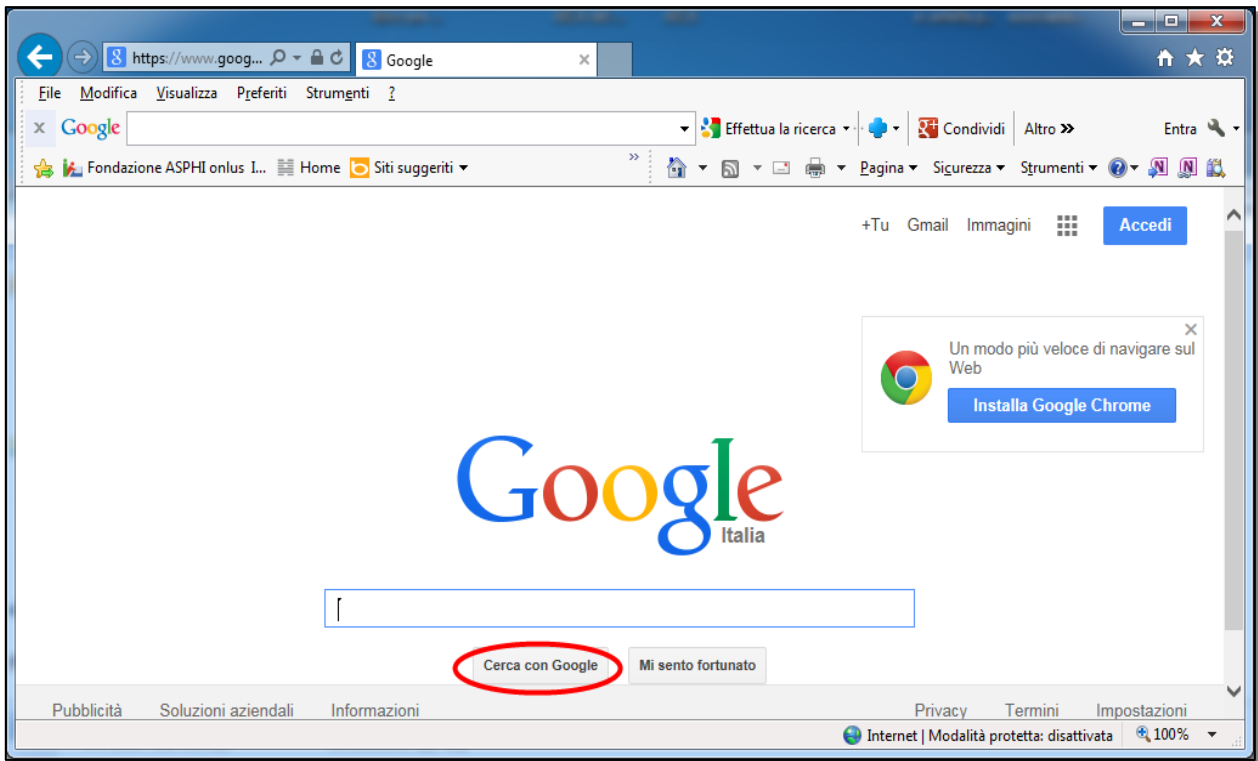 https://www.goog... Google
File Modifica Visualizza Preferiti Strumenti ?
x Google Effettua la ricerca Condividi Altro » Entra
Fondazione ASPHI onlus I... Home Siti suggeriti » Pagina Sicurezza Strumenti
+Tu Gmail Immagini Accedi
Un modo più veloce di navigare sul
Web
Installa Google Chrome
Google
Italia
Cerca con Google Mi sento fortunato
Pubblicità Soluzioni aziendali Informazioni Privacy Termini Impostazioni
Internet | Modalità protetta: disattivata 100%